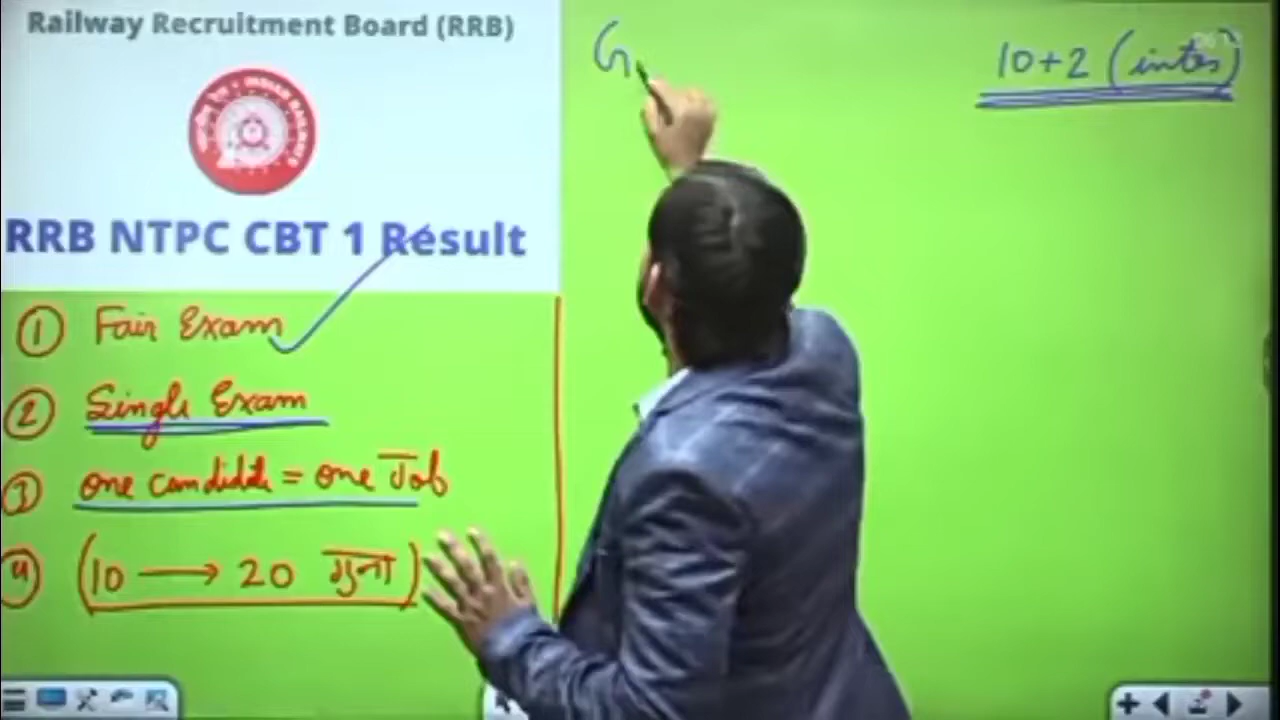 Railway Recruitment Board (RRB)
RRB NTPC CBT 1 Result
① Fair Exam
② Single Exam
③ one candidate = one Job
④ (10 → 20 गुना)
G
10+2 (inter)